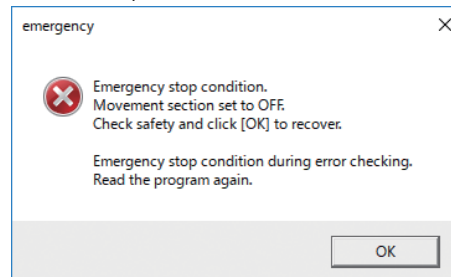 emergency
Emergency stop condition.
Movement section set to OFF.
Check safety and click [OK] to recover.
Emergency stop condition during error checking.
Read the program again.
OK